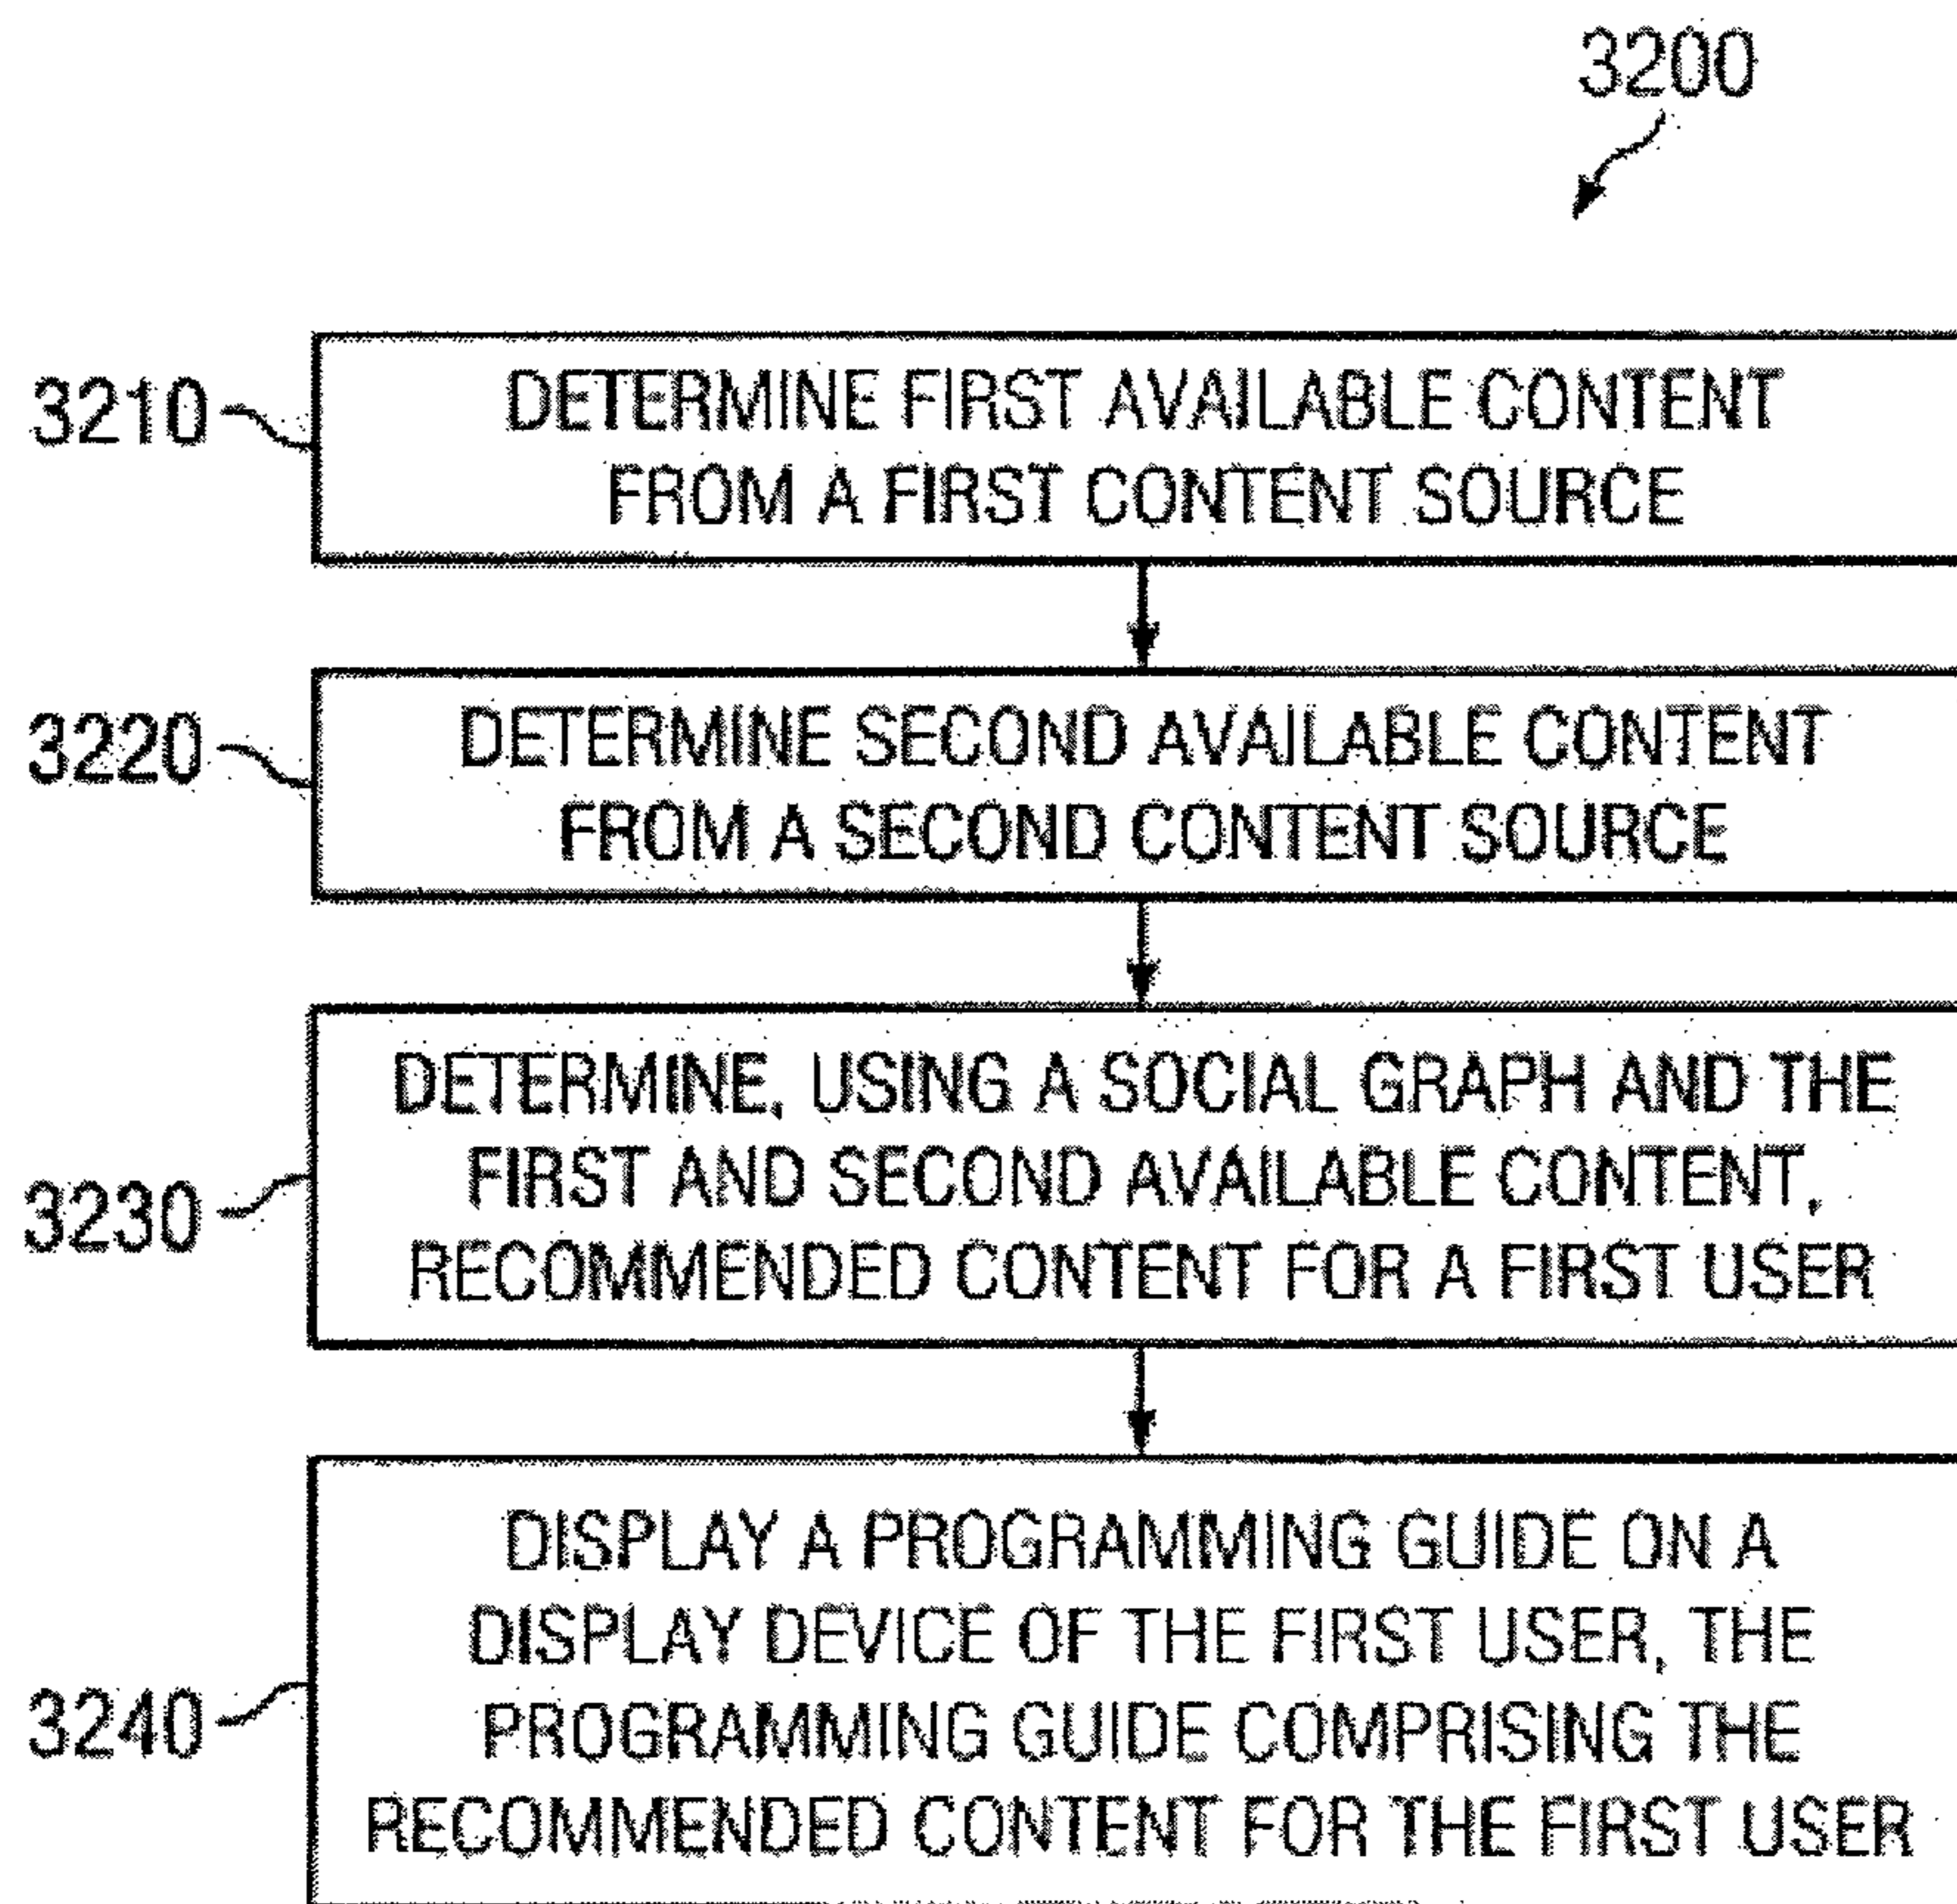 3200
3210
DETERMINE FIRST AVAILABLE CONTENT
FROM A FIRST CONTENT SOURCE
3220
DETERMINE SECOND AVAILABLE CONTENT
FROM A SECOND CONTENT SOURCE
3230
DETERMINE, USING A SOCIAL GRAPH AND THE
FIRST AND SECOND AVAILABLE CONTENT,
RECOMMENDED CONTENT FOR A FIRST USER
3240
DISPLAY A PROGRAMMING GUIDE ON A
DISPLAY DEVICE OF THE FIRST USER, THE
PROGRAMMING GUIDE COMPRISING THE
RECOMMENDED CONTENT FOR THE FIRST USER